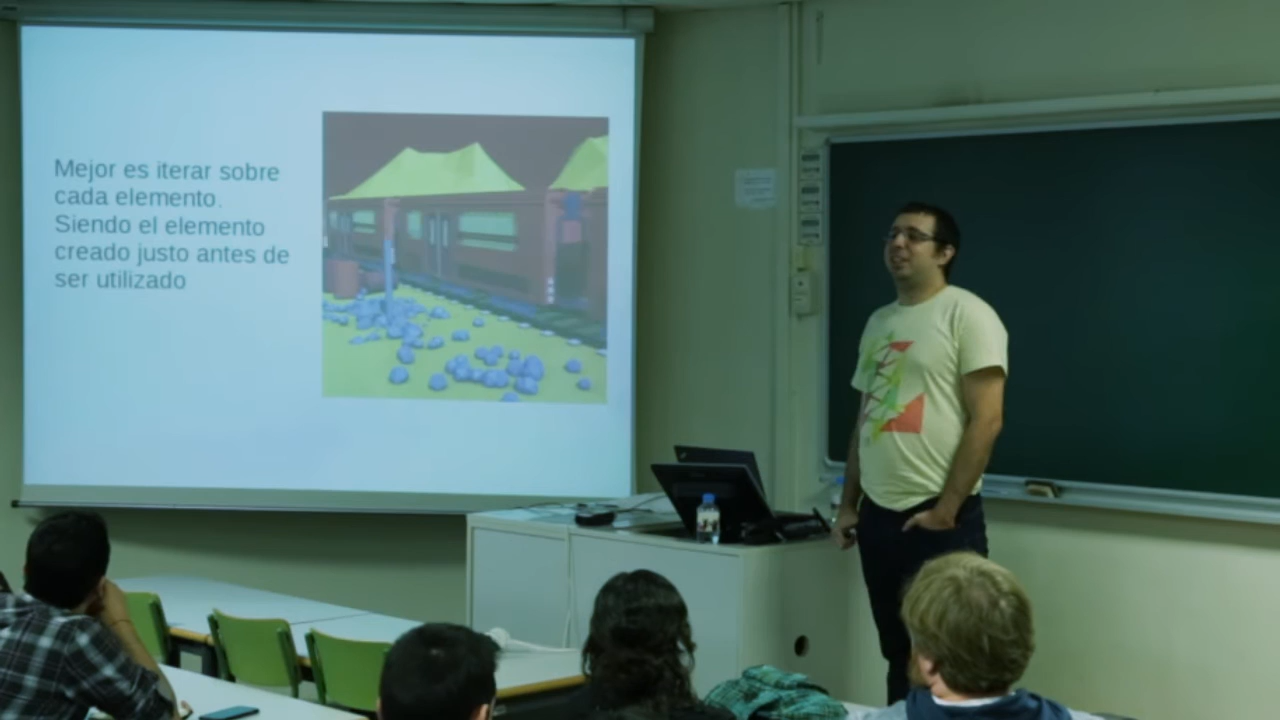 Mejor es iterar sobre
cada elemento.
Siendo el elemento
creado justo antes de
ser utilizado